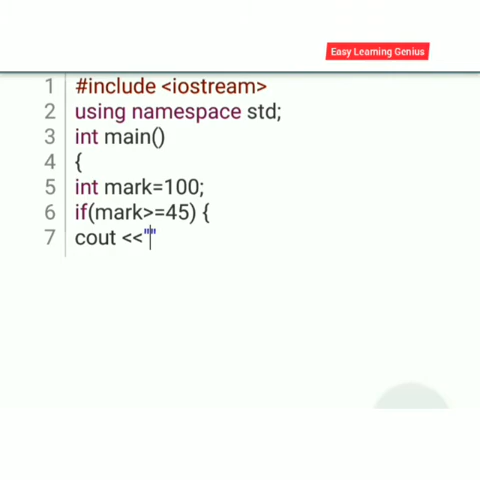 Easy Learning Genius
1 #include <iostream>
2 using namespace std;
3 int main()
4 {
5 int mark=100;
6 if(mark>=45) {
7 cout <<""